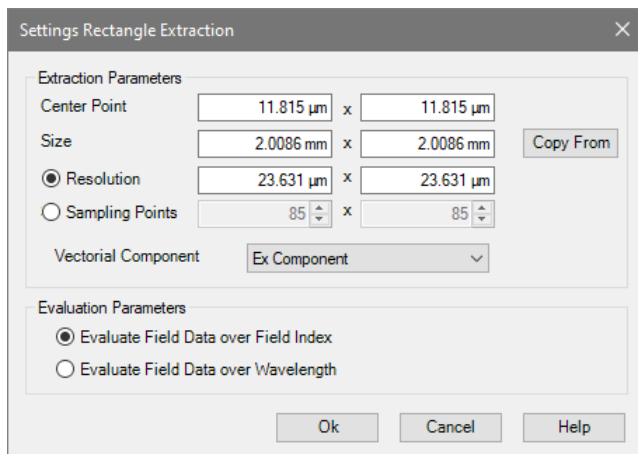 Settings Rectangle Extraction
Extraction Parameters
Center Point 11.815 µm x 11.815 µm
Size 2.0086 mm x 2.0086 mm Copy From
Resolution 23.631 µm x 23.631 µm
Sampling Points 85 x 85
Vectorial Component Ex Component
Evaluation Parameters
Evaluate Field Data over Field Index
Evaluate Field Data over Wavelength
Ok Cancel Help